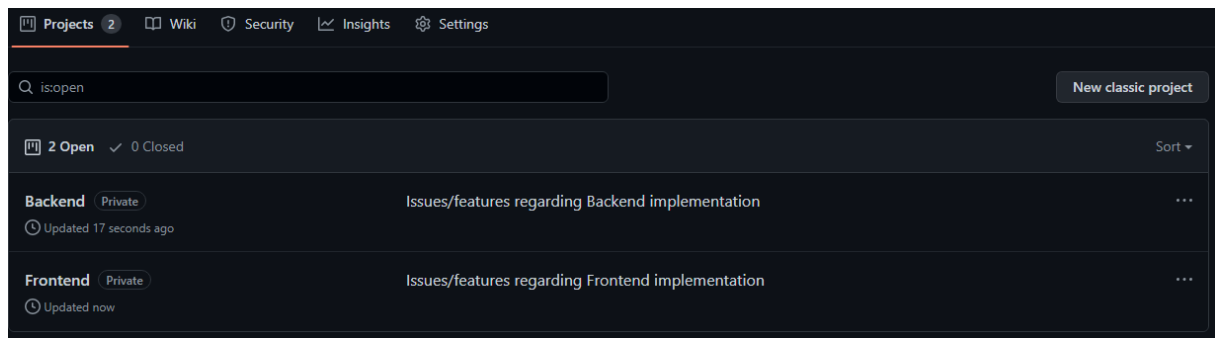 Projects 2 Wiki Security Insights Settings
is:open New classic project
2 Open 0 Closed Sort
Backend Private Issues/features regarding Backend implementation
Updated 17 seconds ago
Frontend Private Issues/features regarding Frontend implementation
Updated now